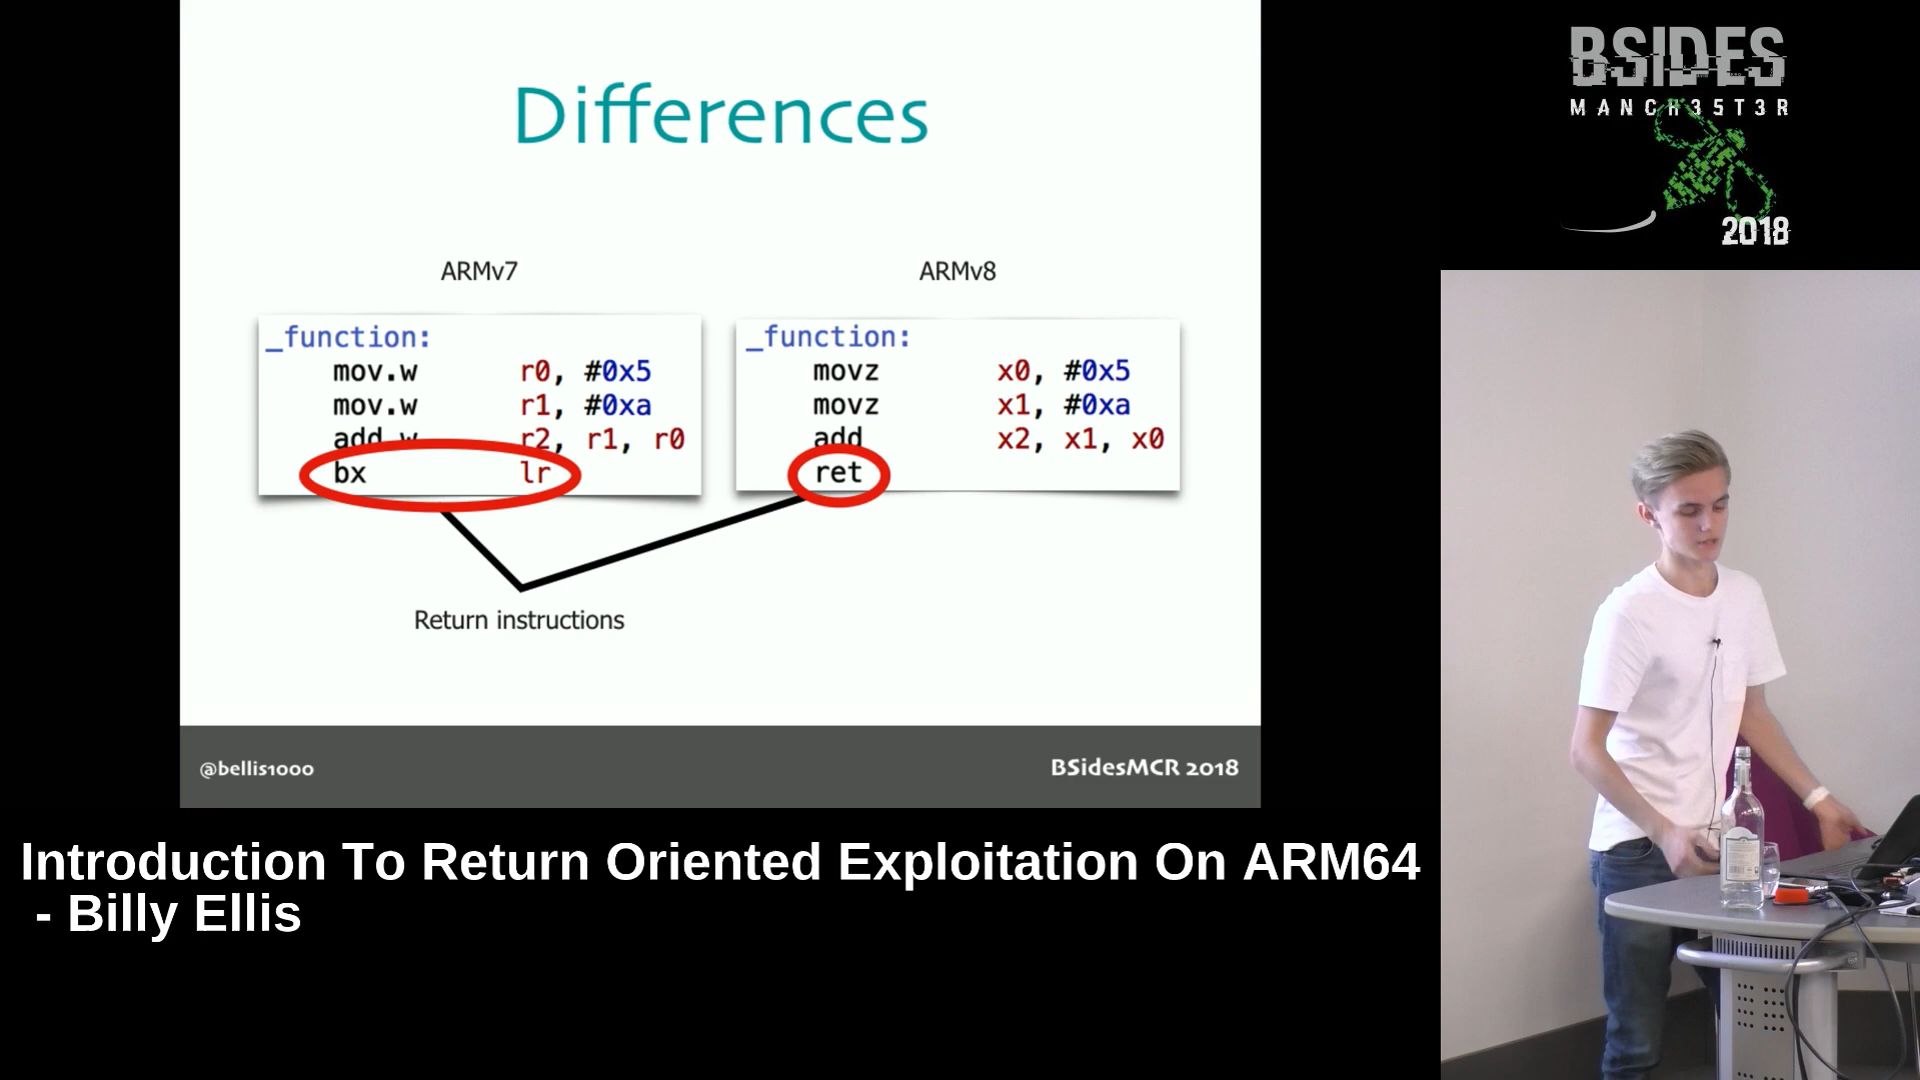 Differences
ARMv7
ARMv8
_function:
mov.w r0, #0x5
mov.w r1, #0xa
add.w r2, r1, r0
bx lr
_function:
movz x0, #0x5
movz x1, #0xa
add x2, x1, x0
ret
Return instructions
@bellis1000
BSidesMCR 2018
BSIDES
MANCH35T3R
2018
Introduction To Return Oriented Exploitation On ARM64
- Billy Ellis